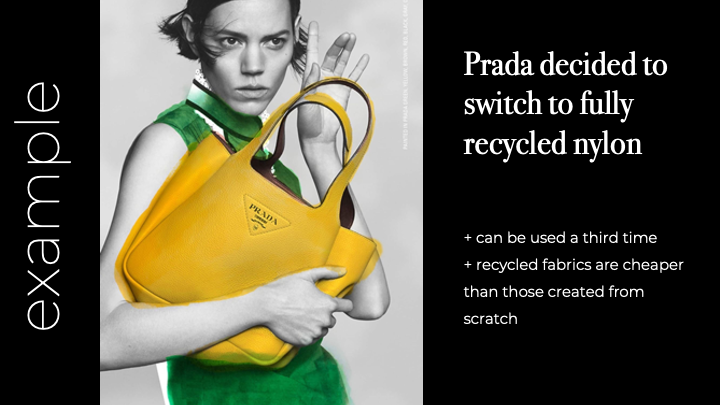 example
PRADA
Prada decided to
switch to fully
recycled nylon
+ can be used a third time
+ recycled fabrics are cheaper
than those created from
scratch